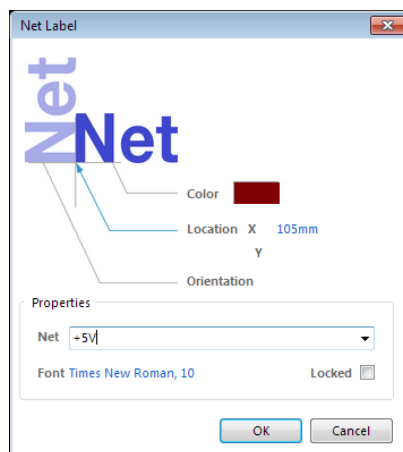 Net Label
Net
Net
Color
Location X 105mm
Y
Orientation
Properties
Net +5V
Font Times New Roman, 10 Locked
OK Cancel